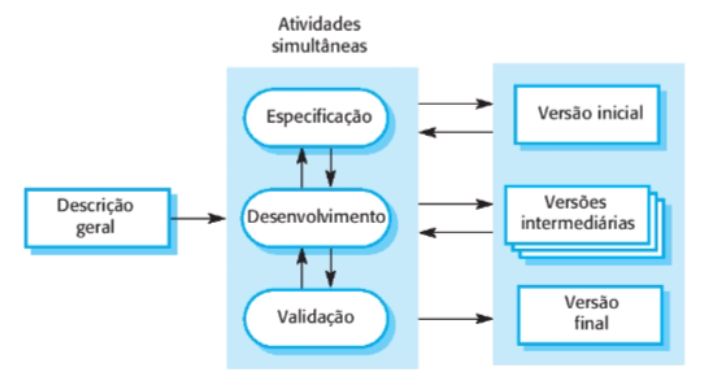 Atividades
simultâneas
Especificação
Versão inicial
Descrição
geral
Desenvolvimento
Versões
intermediárias
Validação
Versão
final